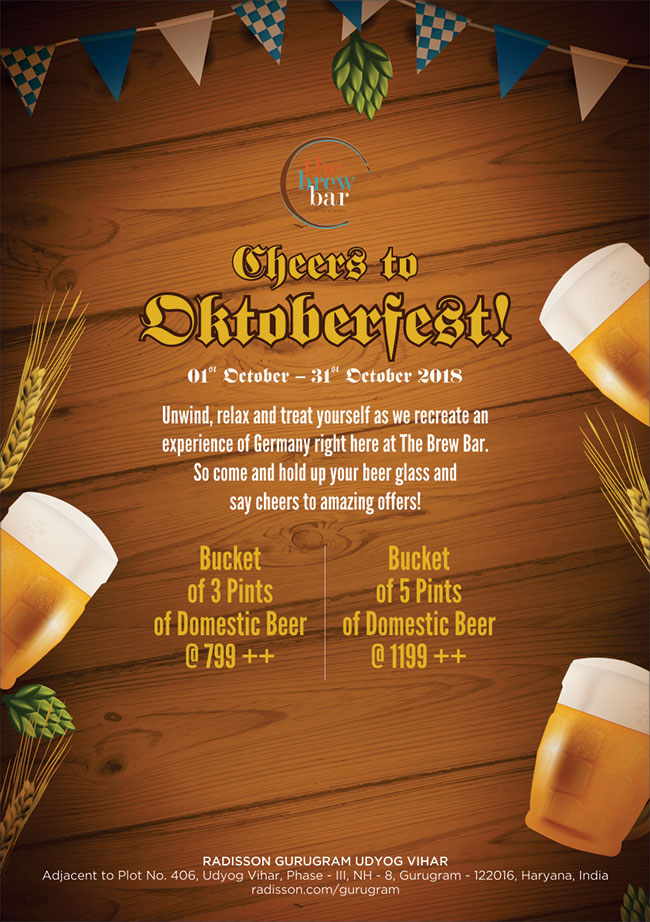 the
brew
bar
Cheers to
Oktoberfest!
01st October – 31st October 2018
Unwind, relax and treat yourself as we recreate an
experience of Germany right here at The Brew Bar.
So come and hold up your beer glass and
say cheers to amazing offers!
Bucket
of 3 Pints
of Domestic Beer
@ 799 ++
Bucket
of 5 Pints
of Domestic Beer
@ 1199 ++
RADISSON GURUGRAM UDYOG VIHAR
Adjacent to Plot No. 406, Udyog Vihar, Phase - III, NH - 8, Gurugram - 122016, Haryana, India
radisson.com/gurugram